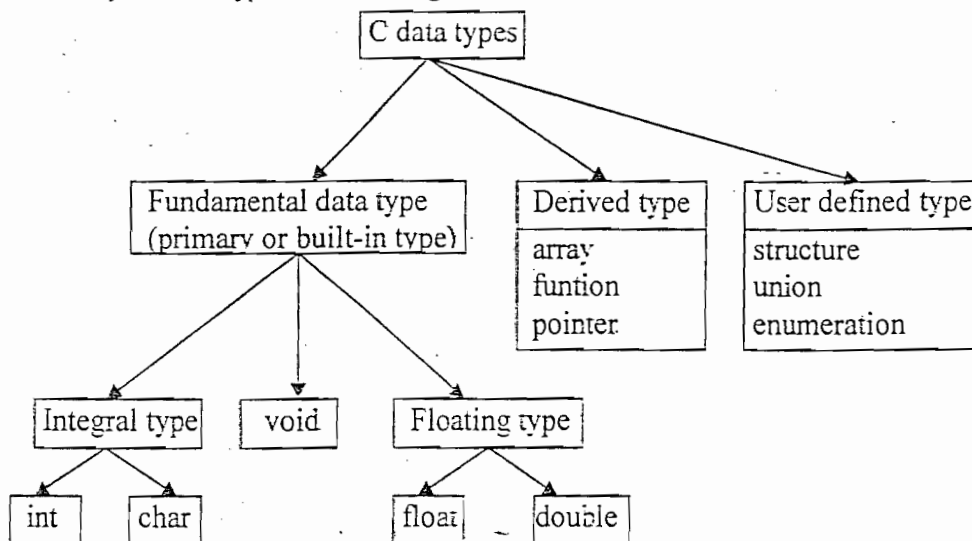 C data types
Fundamental data type
(primary or built-in type)
Derived type
array
funtion
pointer
User defined type
structure
union
enumeration
Integral type
void
Floating type
int
char
float
double